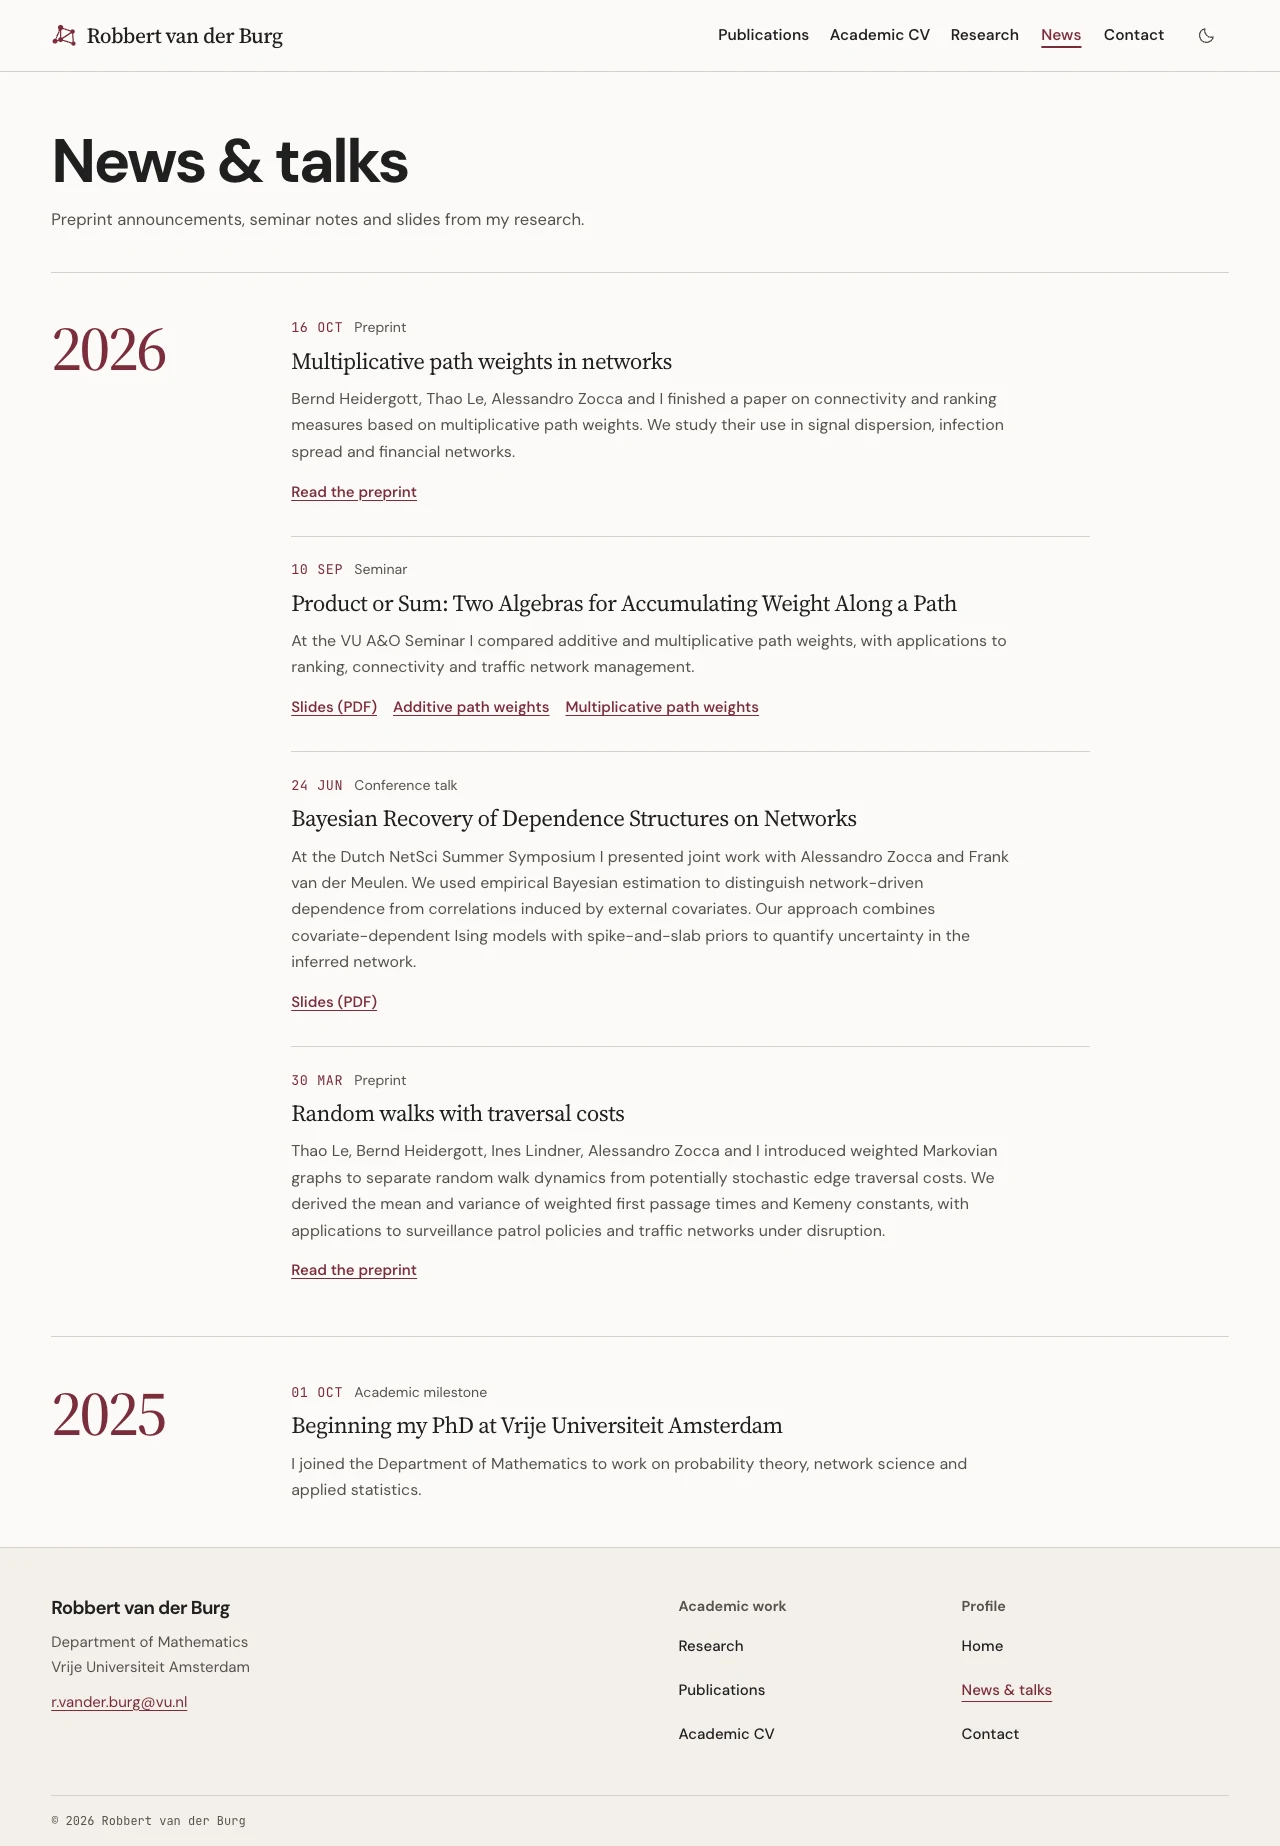 Robbert van der Burg
Publications Academic CV Research News Contact
News & talks
Preprint announcements, seminar notes and slides from my research.
2026
16 OCT Preprint
Multiplicative path weights in networks
Bernd Heidergott, Thao Le, Alessandro Zocca and I finished a paper on connectivity and ranking
measures based on multiplicative path weights. We study their use in signal dispersion, infection
spread and financial networks.
Read the preprint
10 SEP Seminar
Product or Sum: Two Algebras for Accumulating Weight Along a Path
At the VU A&O Seminar I compared additive and multiplicative path weights, with applications to
ranking, connectivity and traffic network management.
Slides (PDF) Additive path weights Multiplicative path weights
24 JUN Conference talk
Bayesian Recovery of Dependence Structures on Networks
At the Dutch NetSci Summer Symposium I presented joint work with Alessandro Zocca and Frank
van der Meulen. We used empirical Bayesian estimation to distinguish network-driven
dependence from correlations induced by external covariates. Our approach combines
covariate-dependent Ising models with spike-and-slab priors to quantify uncertainty in the
inferred network.
Slides (PDF)
30 MAR Preprint
Random walks with traversal costs
Thao Le, Bernd Heidergott, Ines Lindner, Alessandro Zocca and I introduced weighted Markovian
graphs to separate random walk dynamics from potentially stochastic edge traversal costs. We
derived the mean and variance of weighted first passage times and Kemeny constants, with
applications to surveillance patrol policies and traffic networks under disruption.
Read the preprint
2025
01 OCT Academic milestone
Beginning my PhD at Vrije Universiteit Amsterdam
I joined the Department of Mathematics to work on probability theory, network science and
applied statistics.
Robbert van der Burg
Department of Mathematics
Vrije Universiteit Amsterdam
r.vander.burg@vu.nl
Academic work
Research
Publications
Academic CV
Profile
Home
News & talks
Contact
© 2026 Robbert van der Burg